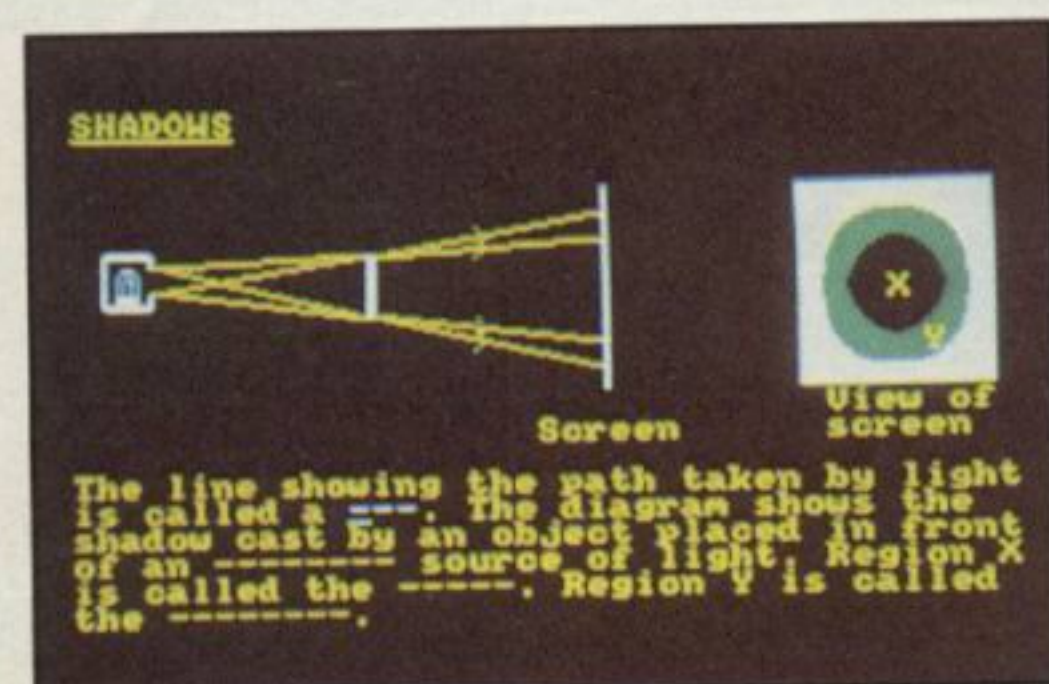 SHADOWS
X
Y
View of
screen
Screen
The line showing the path taken by light
is called a ---. The diagram shows the
shadow cast by an object placed in front
of an -------- source of light. Region X
is called the -----. Region Y is called
the --------.